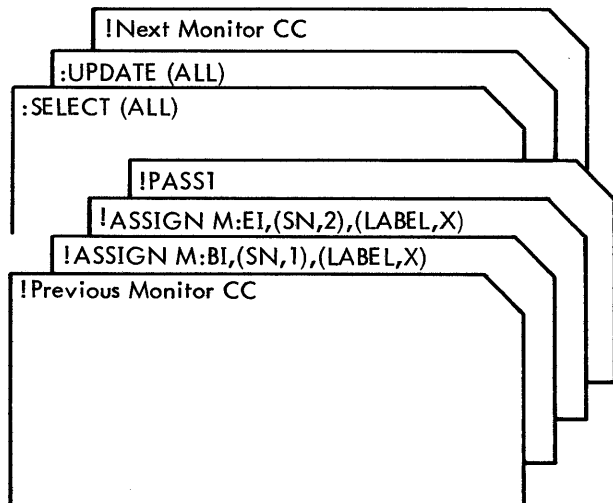 !Next Monitor CC
:UPDATE (ALL)
:SELECT (ALL)
!PASS1
!ASSIGN M:EI,(SN,2),(LABEL,X)
!ASSIGN M:BI,(SN,1),(LABEL,X)
!Previous Monitor CC